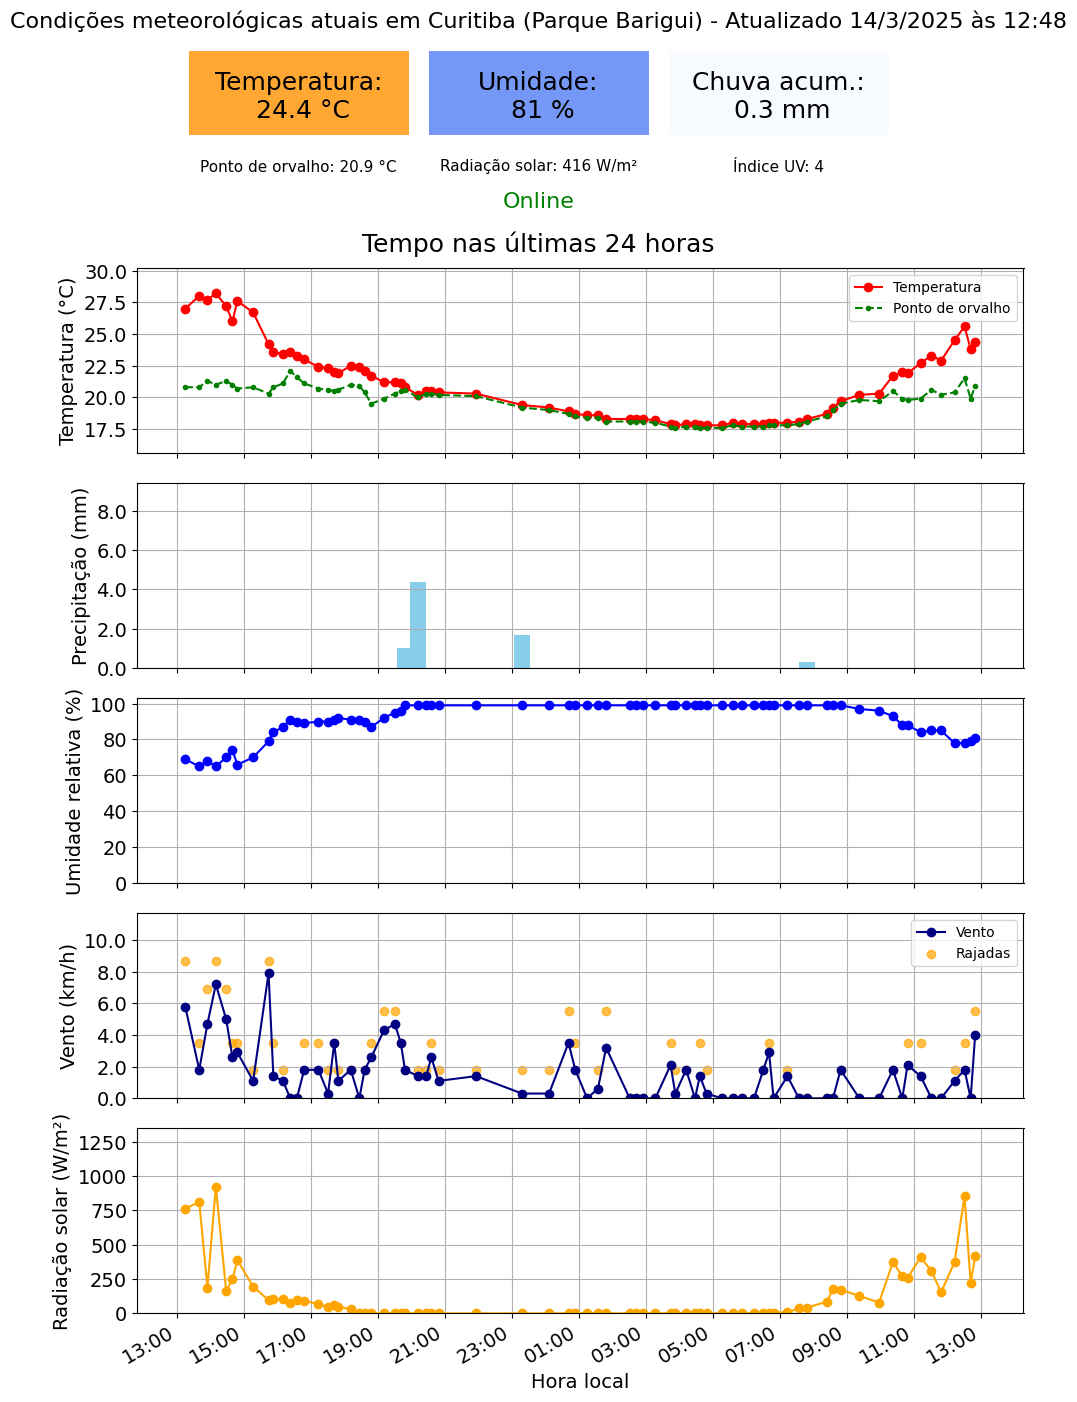 Condições meteorológicas atuais em Curitiba (Parque Barigui) - Atualizado 14/3/2025 às 12:48
Temperatura:
24.4 °C
Umidade:
81 %
Chuva acum.:
0.3 mm
Ponto de orvalho: 20.9 °C
Radiação solar: 416 W/m²
Índice UV: 4
Online
Tempo nas últimas 24 horas
Temperatura (°C)
30.0
27.5
25.0
22.5
20.0
17.5
Temperatura
Ponto de orvalho
Precipitação (mm)
8.0
6.0
4.0
2.0
0.0
Umidade relativa (%)
100
80
60
40
20
0
Vento (km/h)
10.0
8.0
6.0
4.0
2.0
0.0
Vento
Rajadas
Radiação solar (W/m²)
1250
1000
750
500
250
0
13:00
15:00
17:00
19:00
21:00
23:00
01:00
03:00
05:00
07:00
09:00
11:00
13:00
Hora local